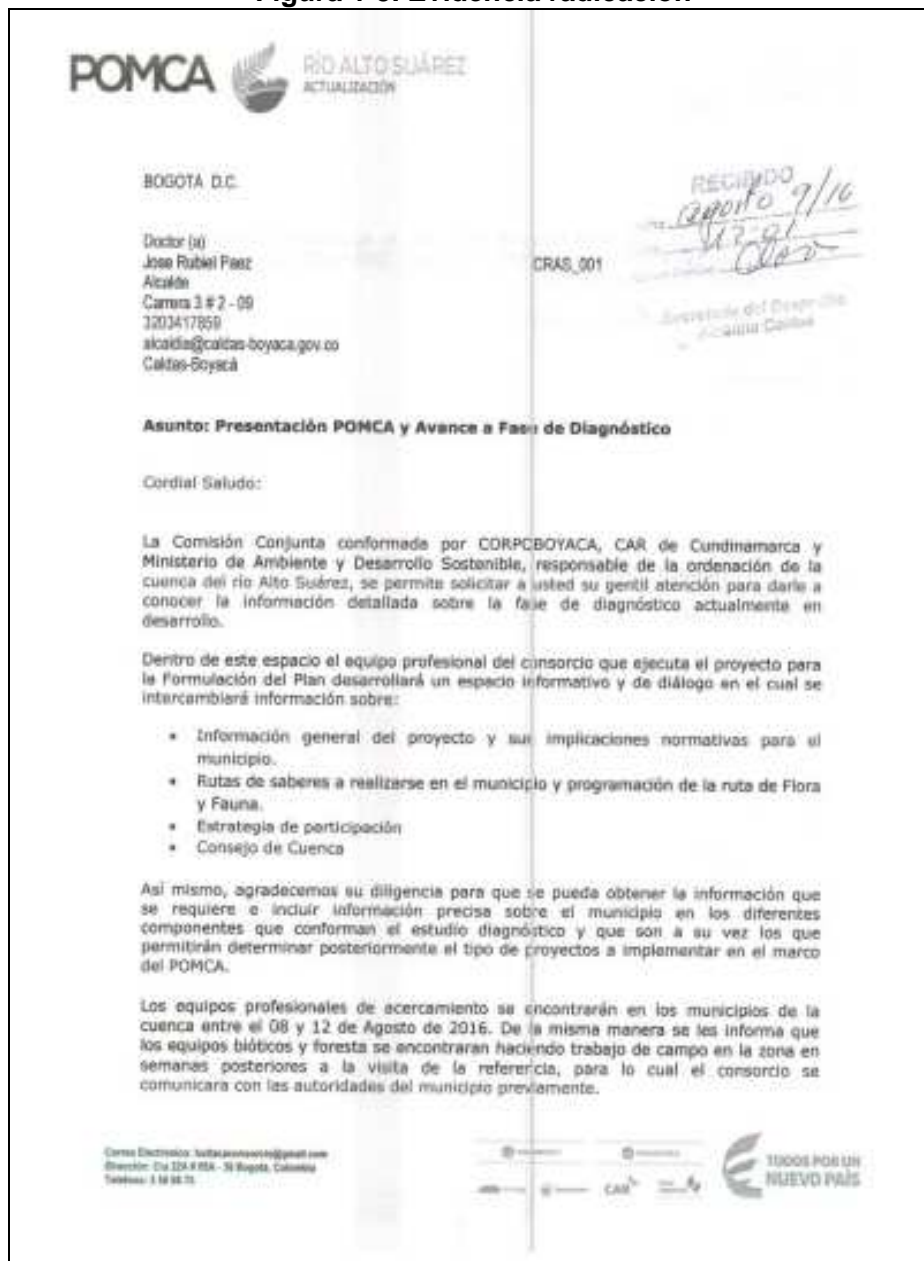 POMCA
RÍO ALTO SUÁREZ
ACTUALIZACIÓN
BOGOTA D.C.
RECIBIDO
agosto 9/16
Doctor (a)
Jose Rubiel Paez
CRAS_001
Alcalde
Carrera 3 # 2 - 09
3203417859
alcaldia@caldas-boyaca.gov.co
Caldas-Boyacá
Asunto: Presentación POMCA y Avance a Fase de Diagnóstico
Cordial Saludo:
La Comisión Conjunta conformada por CORPOBOYACA, CAR de Cundinamarca y
Ministerio de Ambiente y Desarrollo Sostenible, responsable de la ordenación de la
cuenca del río Alto Suárez, se permite solicitar a usted su gentil atención para darle a
conocer la información detallada sobre la fase de diagnóstico actualmente en
desarrollo.
Dentro de este espacio el equipo profesional del consorcio que ejecuta el proyecto para
la Formulación del Plan desarrollará un espacio informativo y de diálogo en el cual se
intercambiará información sobre:
• Información general del proyecto y sus implicaciones normativas para el
municipio.
• Rutas de saberes a realizarse en el municipio y programación de la ruta de Flora
y Fauna.
• Estrategia de participación
• Consejo de Cuenca
Así mismo, agradecemos su diligencia para que se pueda obtener la información que
se requiere e incluir información precisa sobre el municipio en los diferentes
componentes que conforman el estudio diagnóstico y que son a su vez los que
permitirán determinar posteriormente el tipo de proyectos a implementar en el marco
del POMCA.
Los equipos profesionales de acercamiento se encontrarán en los municipios de la
cuenca entre el 08 y 12 de Agosto de 2016. De la misma manera se les informa que
los equipos bióticos y foresta se encontraran haciendo trabajo de campo en la zona en
semanas posteriores a la visita de la referencia, para lo cual el consorcio se
comunicara con las autoridades del municipio previamente.
Bogotá, Colombia
CAR
TODOS POR UN
NUEVO PAÍS